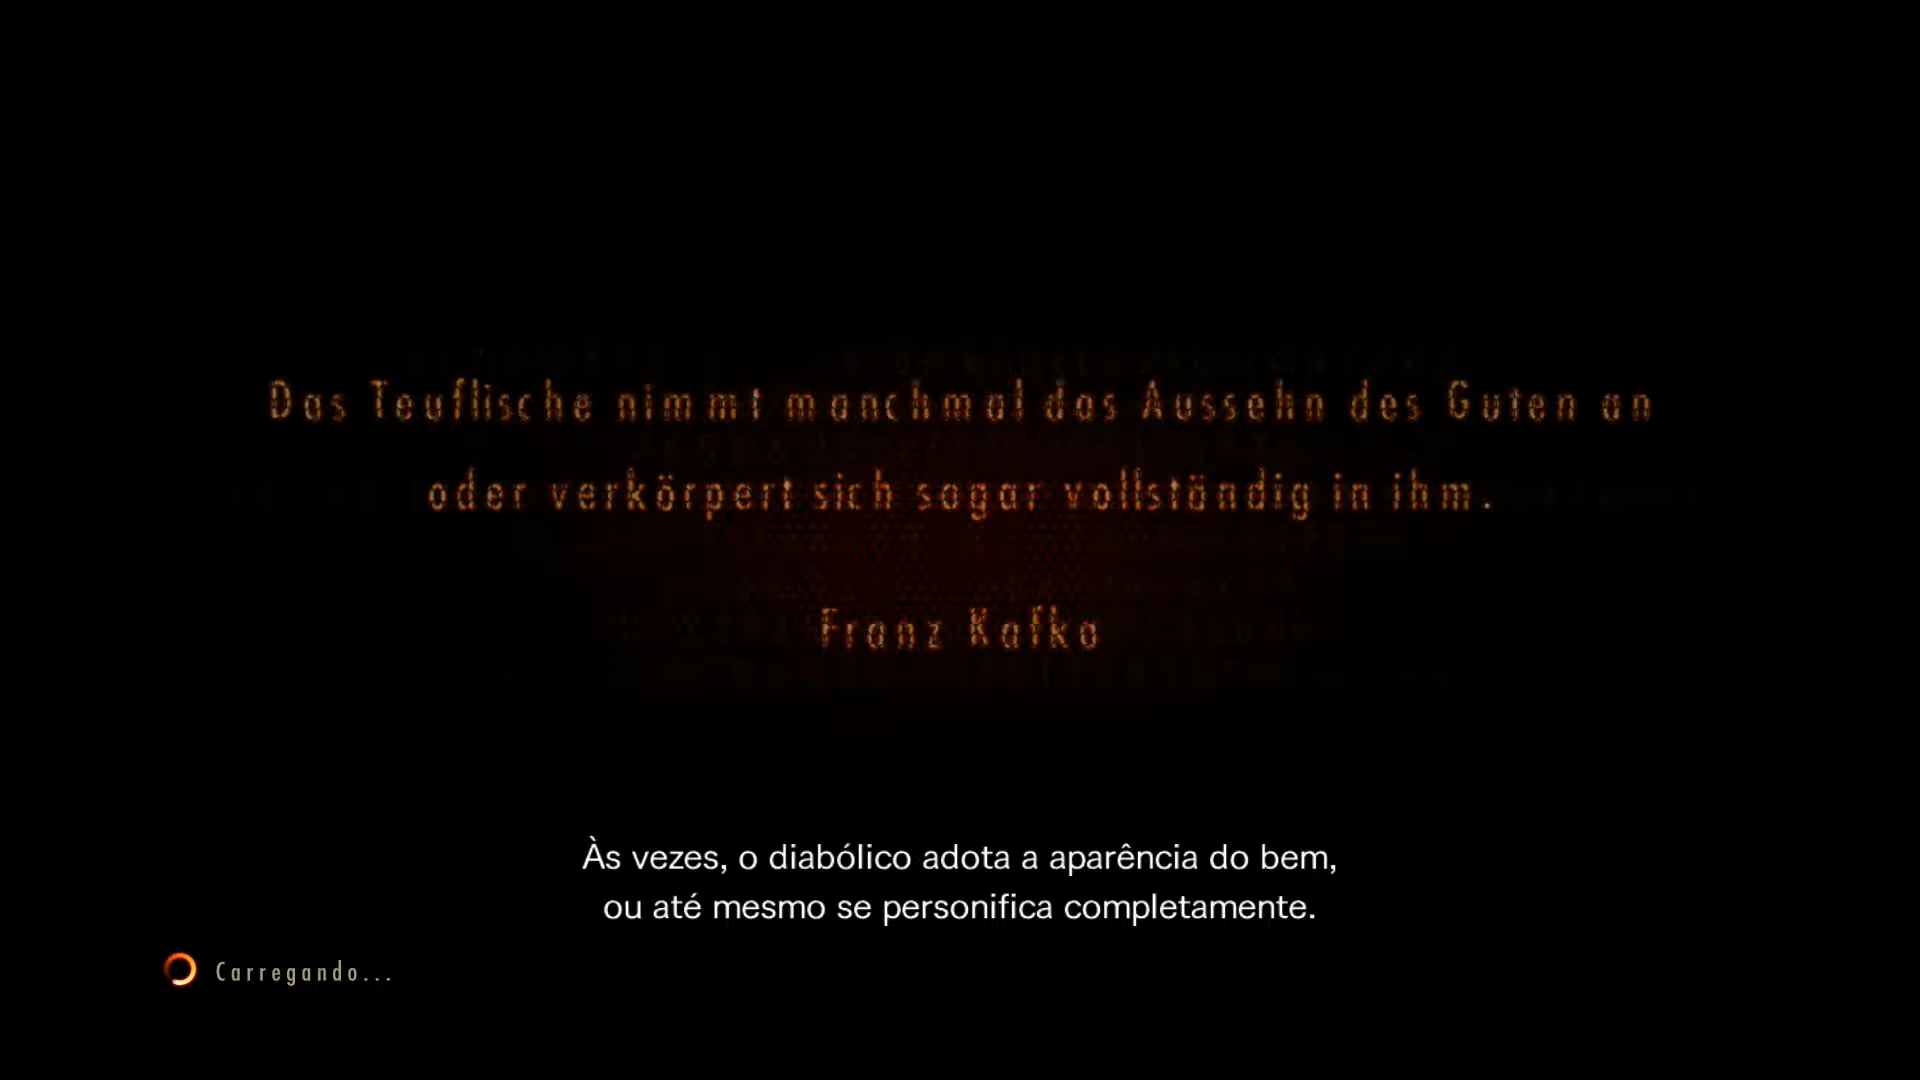 Das Teuflische nimmt manchmal das Aussehn des Guten an
oder verkörpert sich sogar vollständig in ihm.
Franz Kafka
Às vezes, o diabólico adota a aparência do bem,
ou até mesmo se personifica completamente.
Carregando...